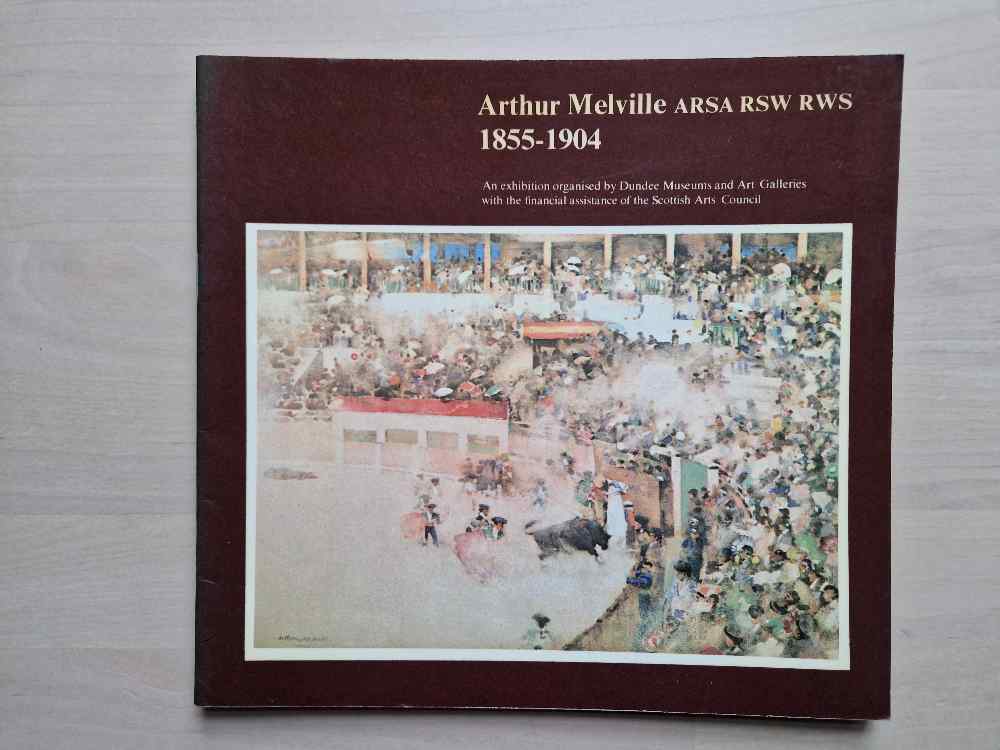 Arthur Melville ARSA RSW RWS
1855-1904
An exhibition organised by Dundee Museums and Art Galleries
with the financial assistance of the Scottish Arts Council